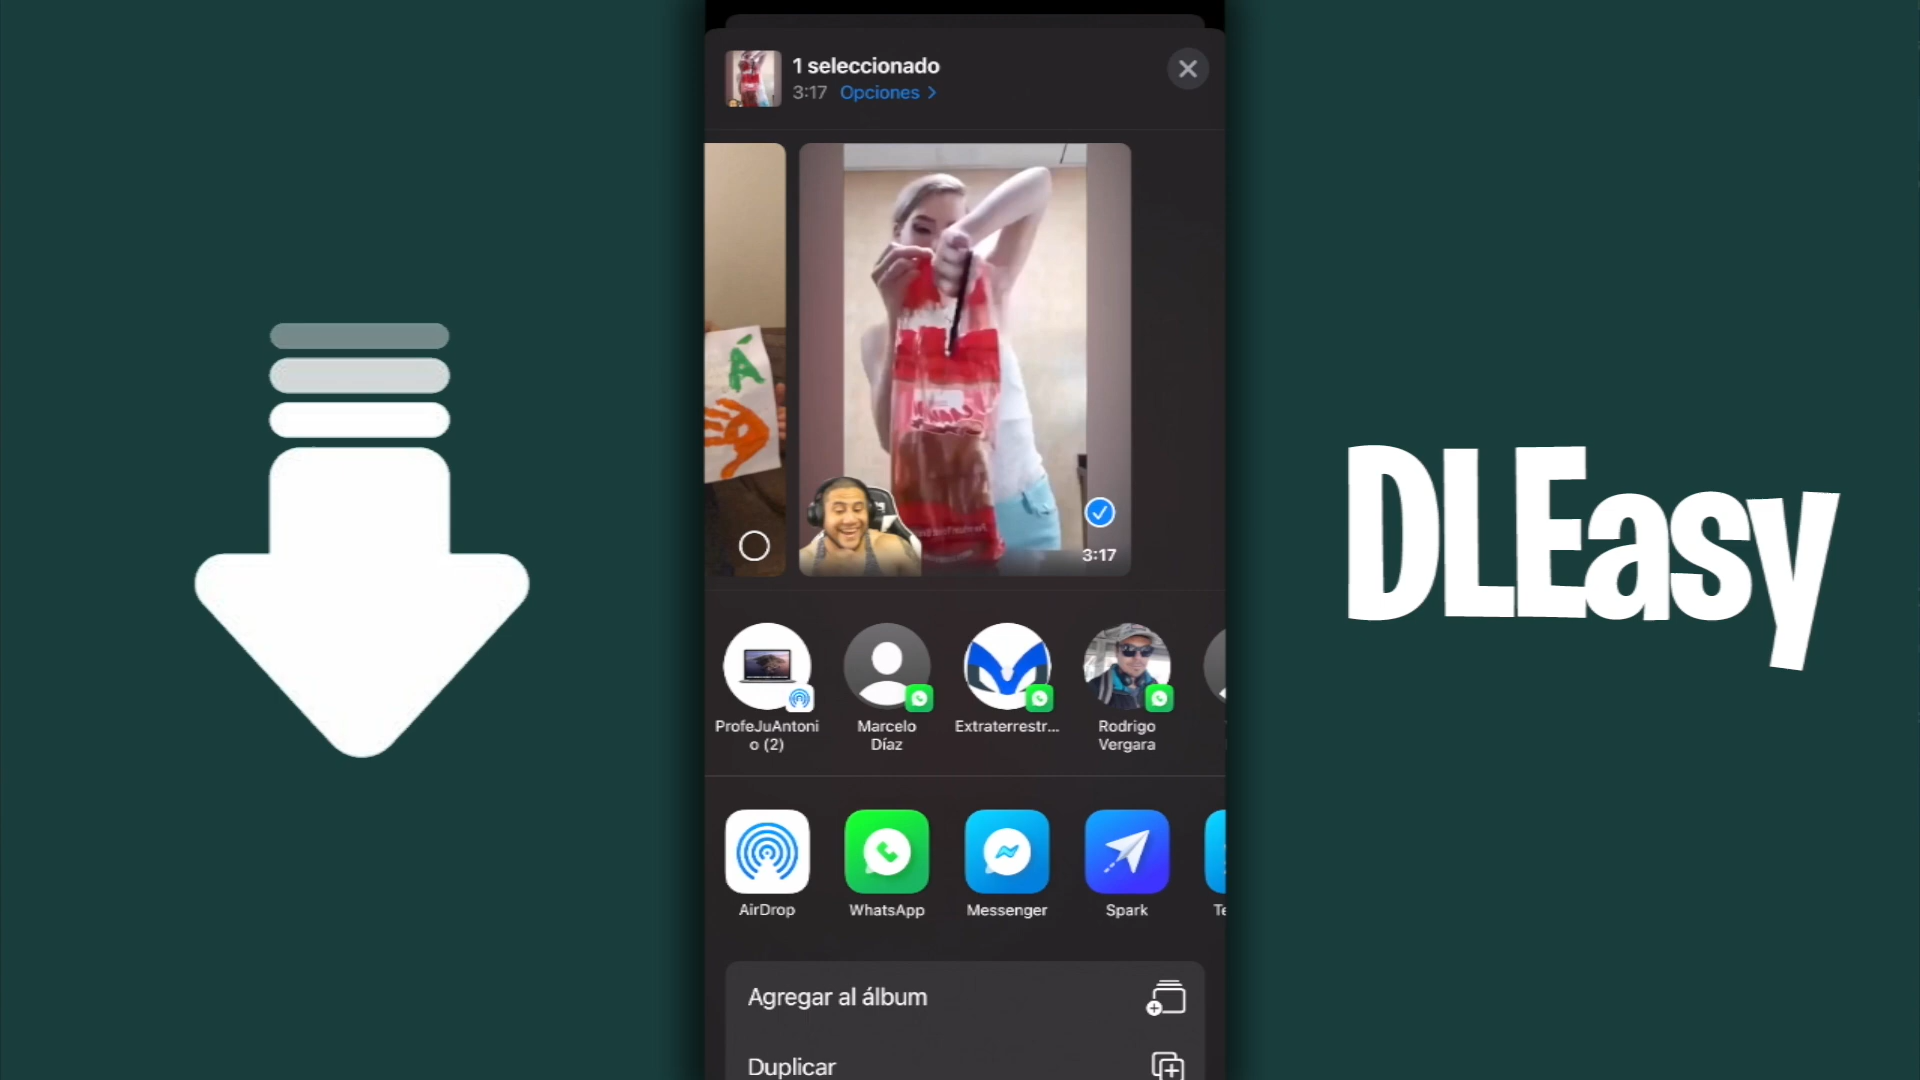 1 seleccionado
3:17 Opciones >
Á
3:17
DLEasy
ProfeJuAntoni
o (2)
Marcelo
Díaz
Extraterrestr...
Rodrigo
Vergara
AirDrop
WhatsApp
Messenger
Spark
Te
Agregar al álbum
Duplicar